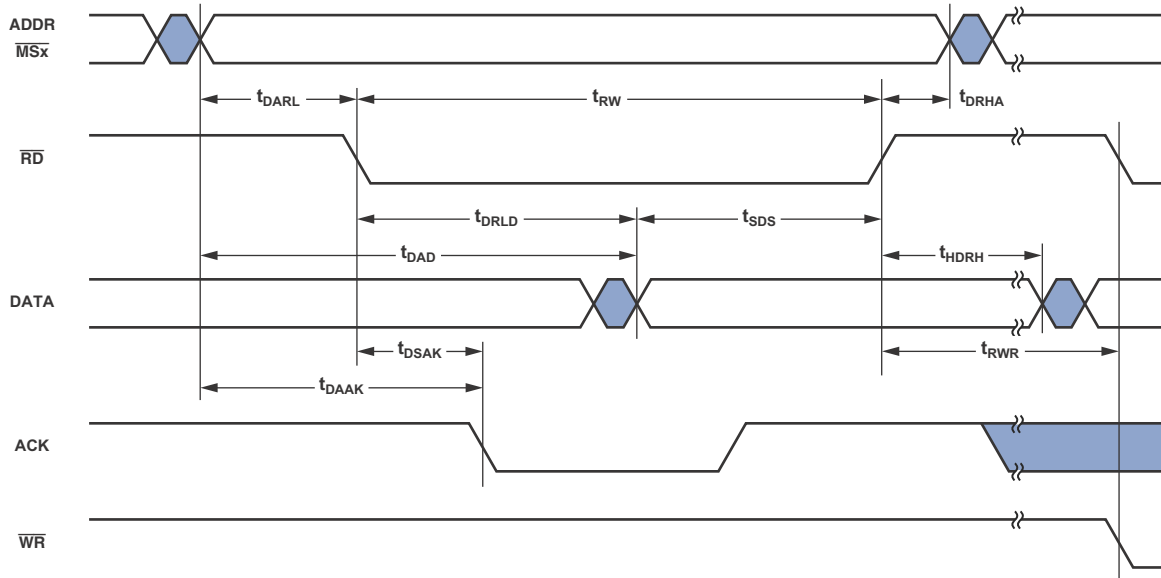 ADDR
MSx
tDARL
tRW
tDRHA
RD
tDRLD
tSDS
tDAD
tHDRH
DATA
tDSAK
tRWR
tDAAK
ACK
WR